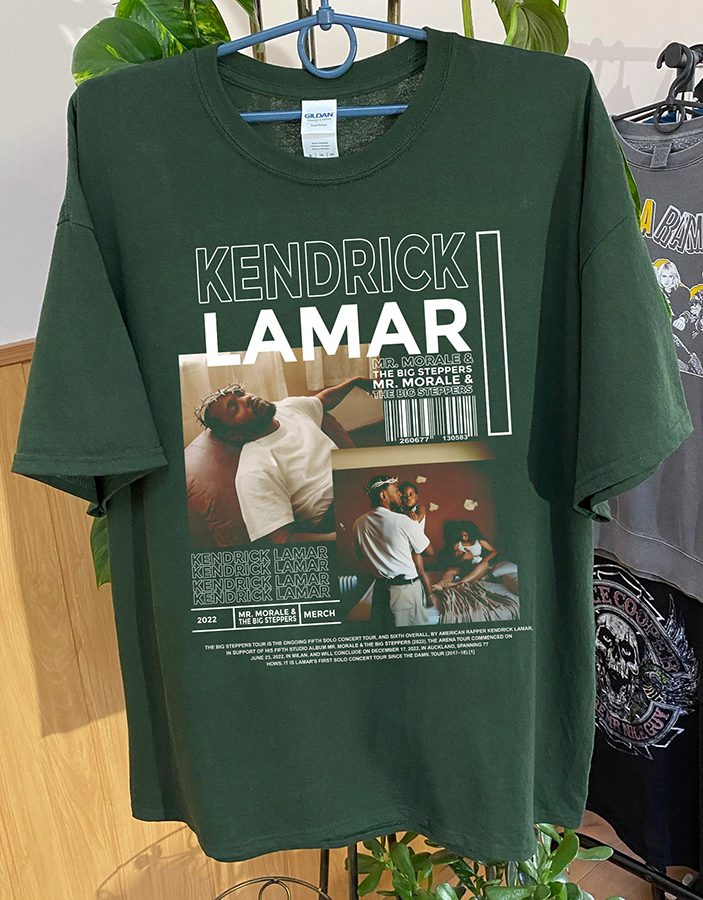 GILDAN
KENDRICK
LAMAR
MR. MORALE &
THE BIG STEPPERS
MR. MORALE &
THE BIG STEPPERS
260677 130583
KENDRICK LAMAR
KENDRICK LAMAR
KENDRICK LAMAR
KENDRICK LAMAR
2022
MR. MORALE &
THE BIG STEPPERS
MERCH
THE BIG STEPPERS TOUR IS THE ONGOING FIFTH SOLO CONCERT TOUR, AND SIXTH OVERALL, BY AMERICAN RAPPER KENDRICK LAMAR,
IN SUPPORT OF HIS FIFTH STUDIO ALBUM MR. MORALE & THE BIG STEPPERS (2022). THE ARENA TOUR COMMENCED ON
JUNE 23, 2022, IN MILAN, AND WILL CONCLUDE ON DECEMBER 17, 2022, IN AUCKLAND, SPANNING 77
HOWS. IT IS LAMAR'S FIRST SOLO CONCERT TOUR SINCE THE DAMN. TOUR (2017–18).[1]
A RAM
E COOPER